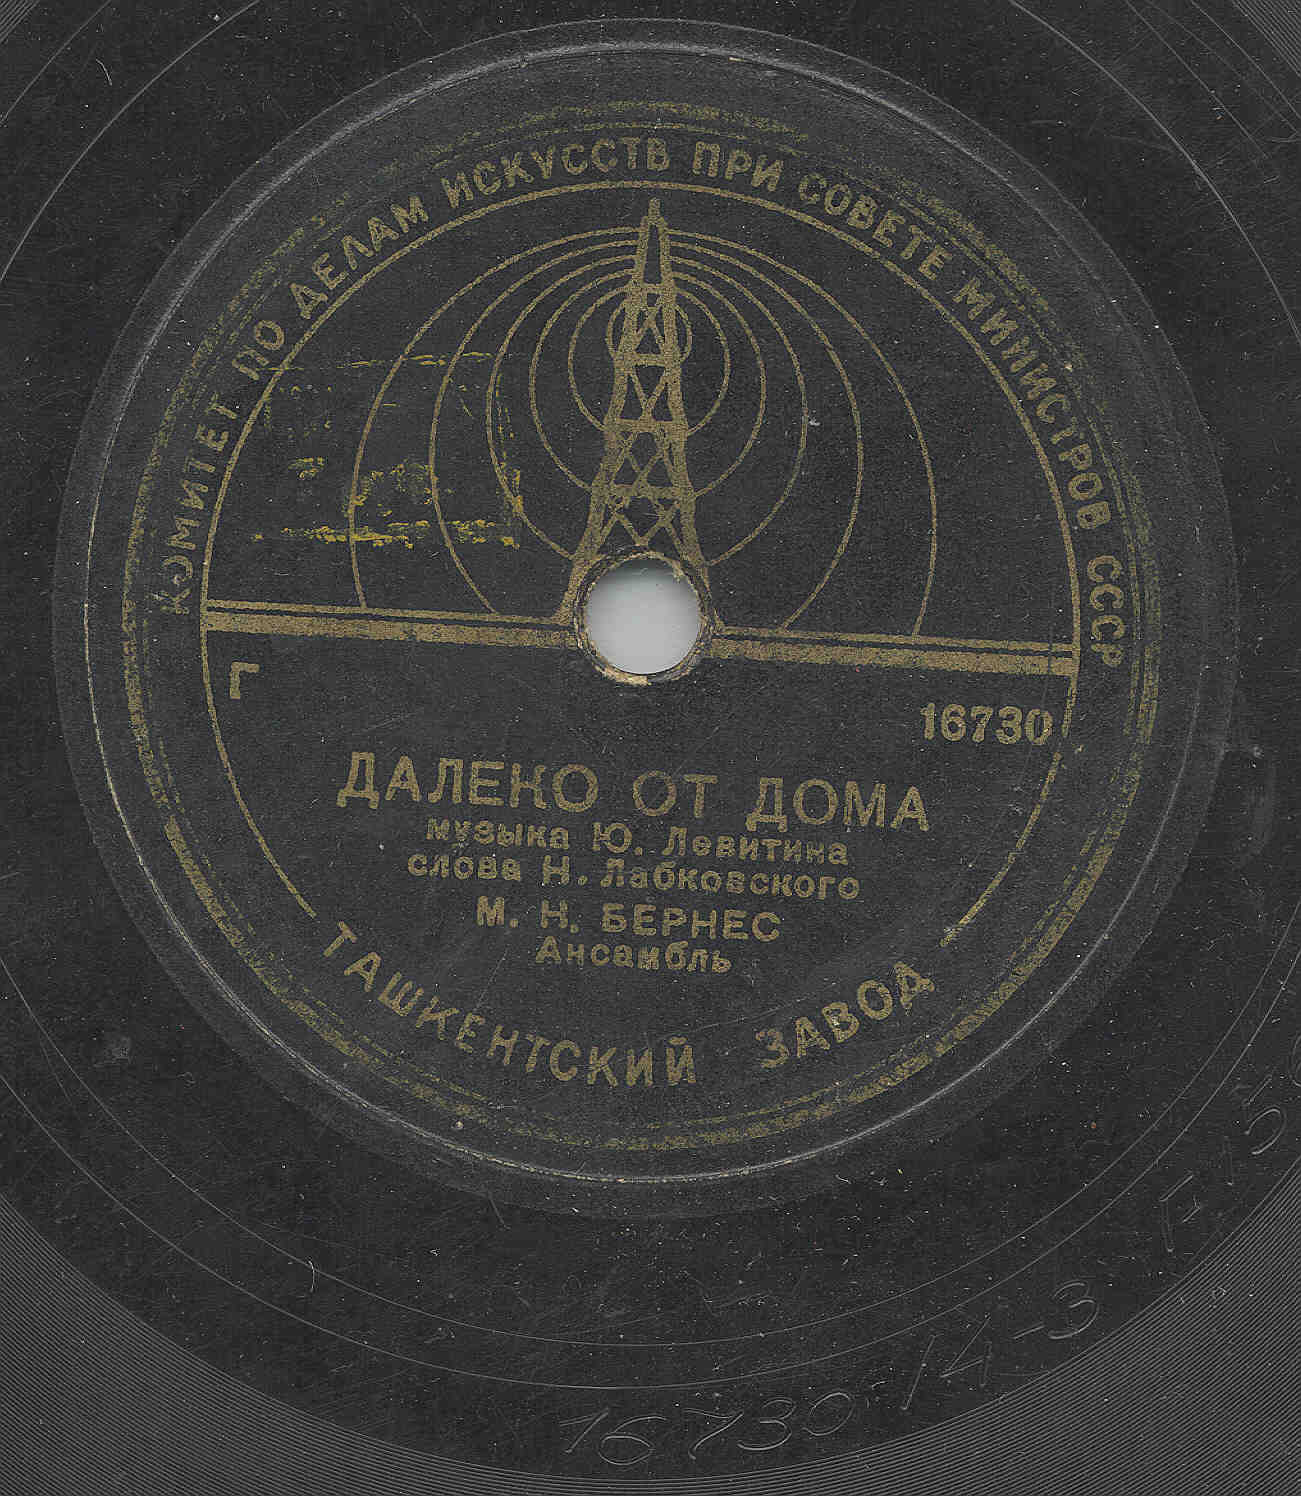 КОМИТЕТ ПО ДЕЛАМ ИСКУССТВ ПРИ СОВЕТЕ МИНИСТРОВ СССР
Г
16730
ДАЛЕКО ОТ ДОМА
музыка Ю. Левитина
слова Н. Лабковского
М. Н. БЕРНЕС
Ансамбль
ТАШКЕНТСКИЙ ЗАВОД
16730-14-3